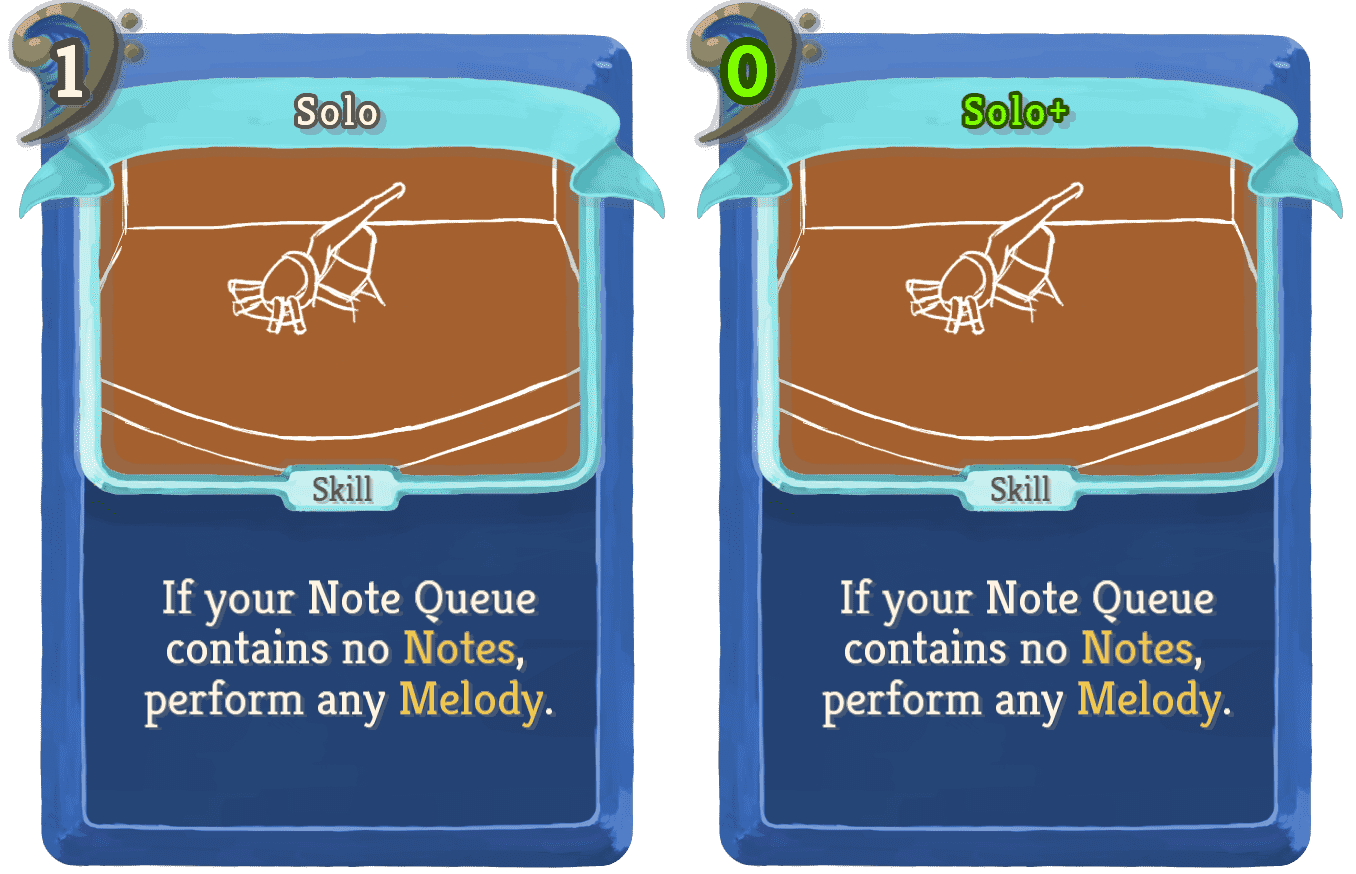 1
Solo
Skill
If your Note Queue
contains no Notes,
perform any Melody.
0
Solo+
Skill
If your Note Queue
contains no Notes,
perform any Melody.